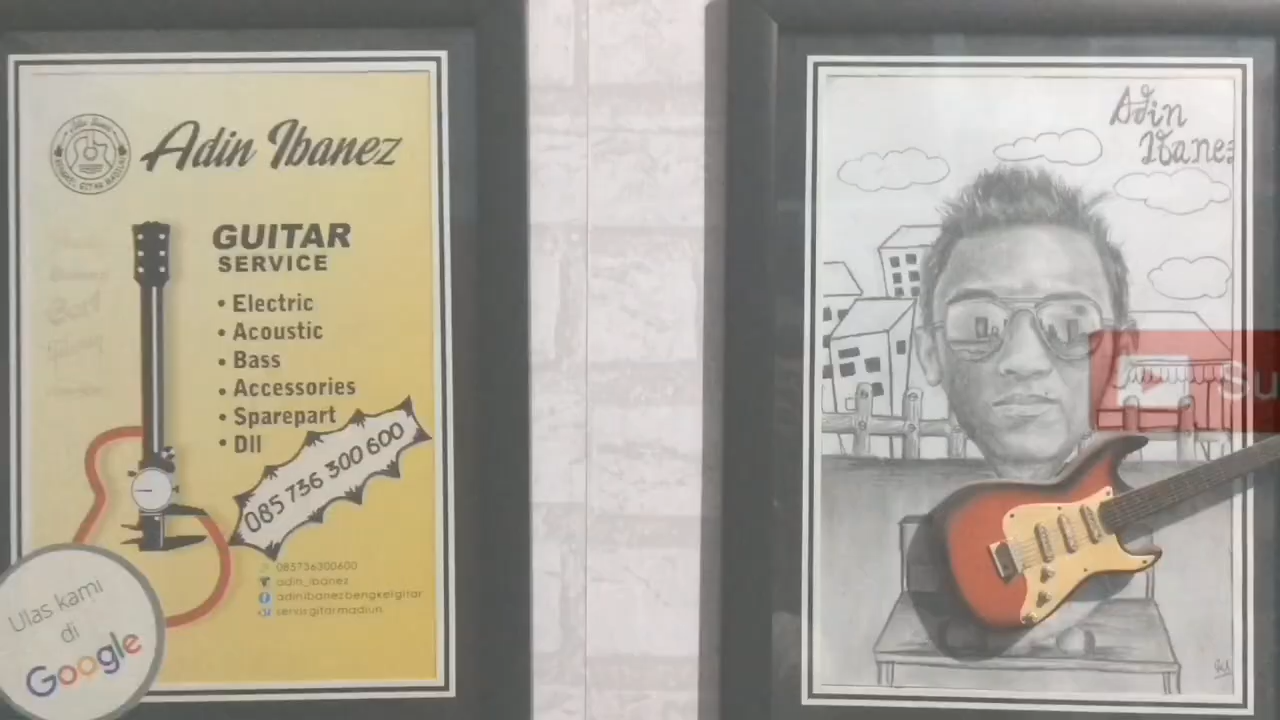 Adin Ibanez
GUITAR
SERVICE
• Electric
• Acoustic
• Bass
• Accessories
• Sparepart
• Dll
085 736 300 600
085736300600
adin_ibanez
adinibanezbengkelgitar
servisgitarmadiun
Ulas kami
di
Google
Adin
Ibanez
Su